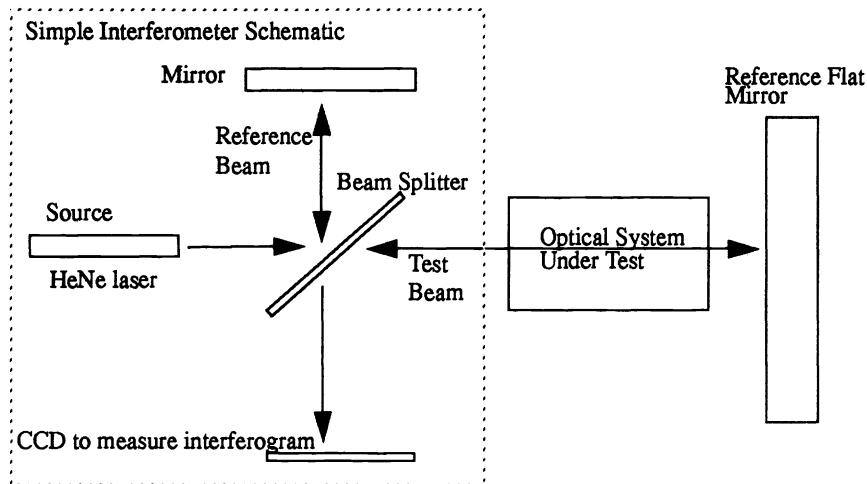 Simple Interferometer Schematic
Mirror
Reference Flat
Mirror
Reference
Beam
Beam Splitter
Source
HeNe laser
Test
Beam
Optical System
Under Test
CCD to measure interferogram